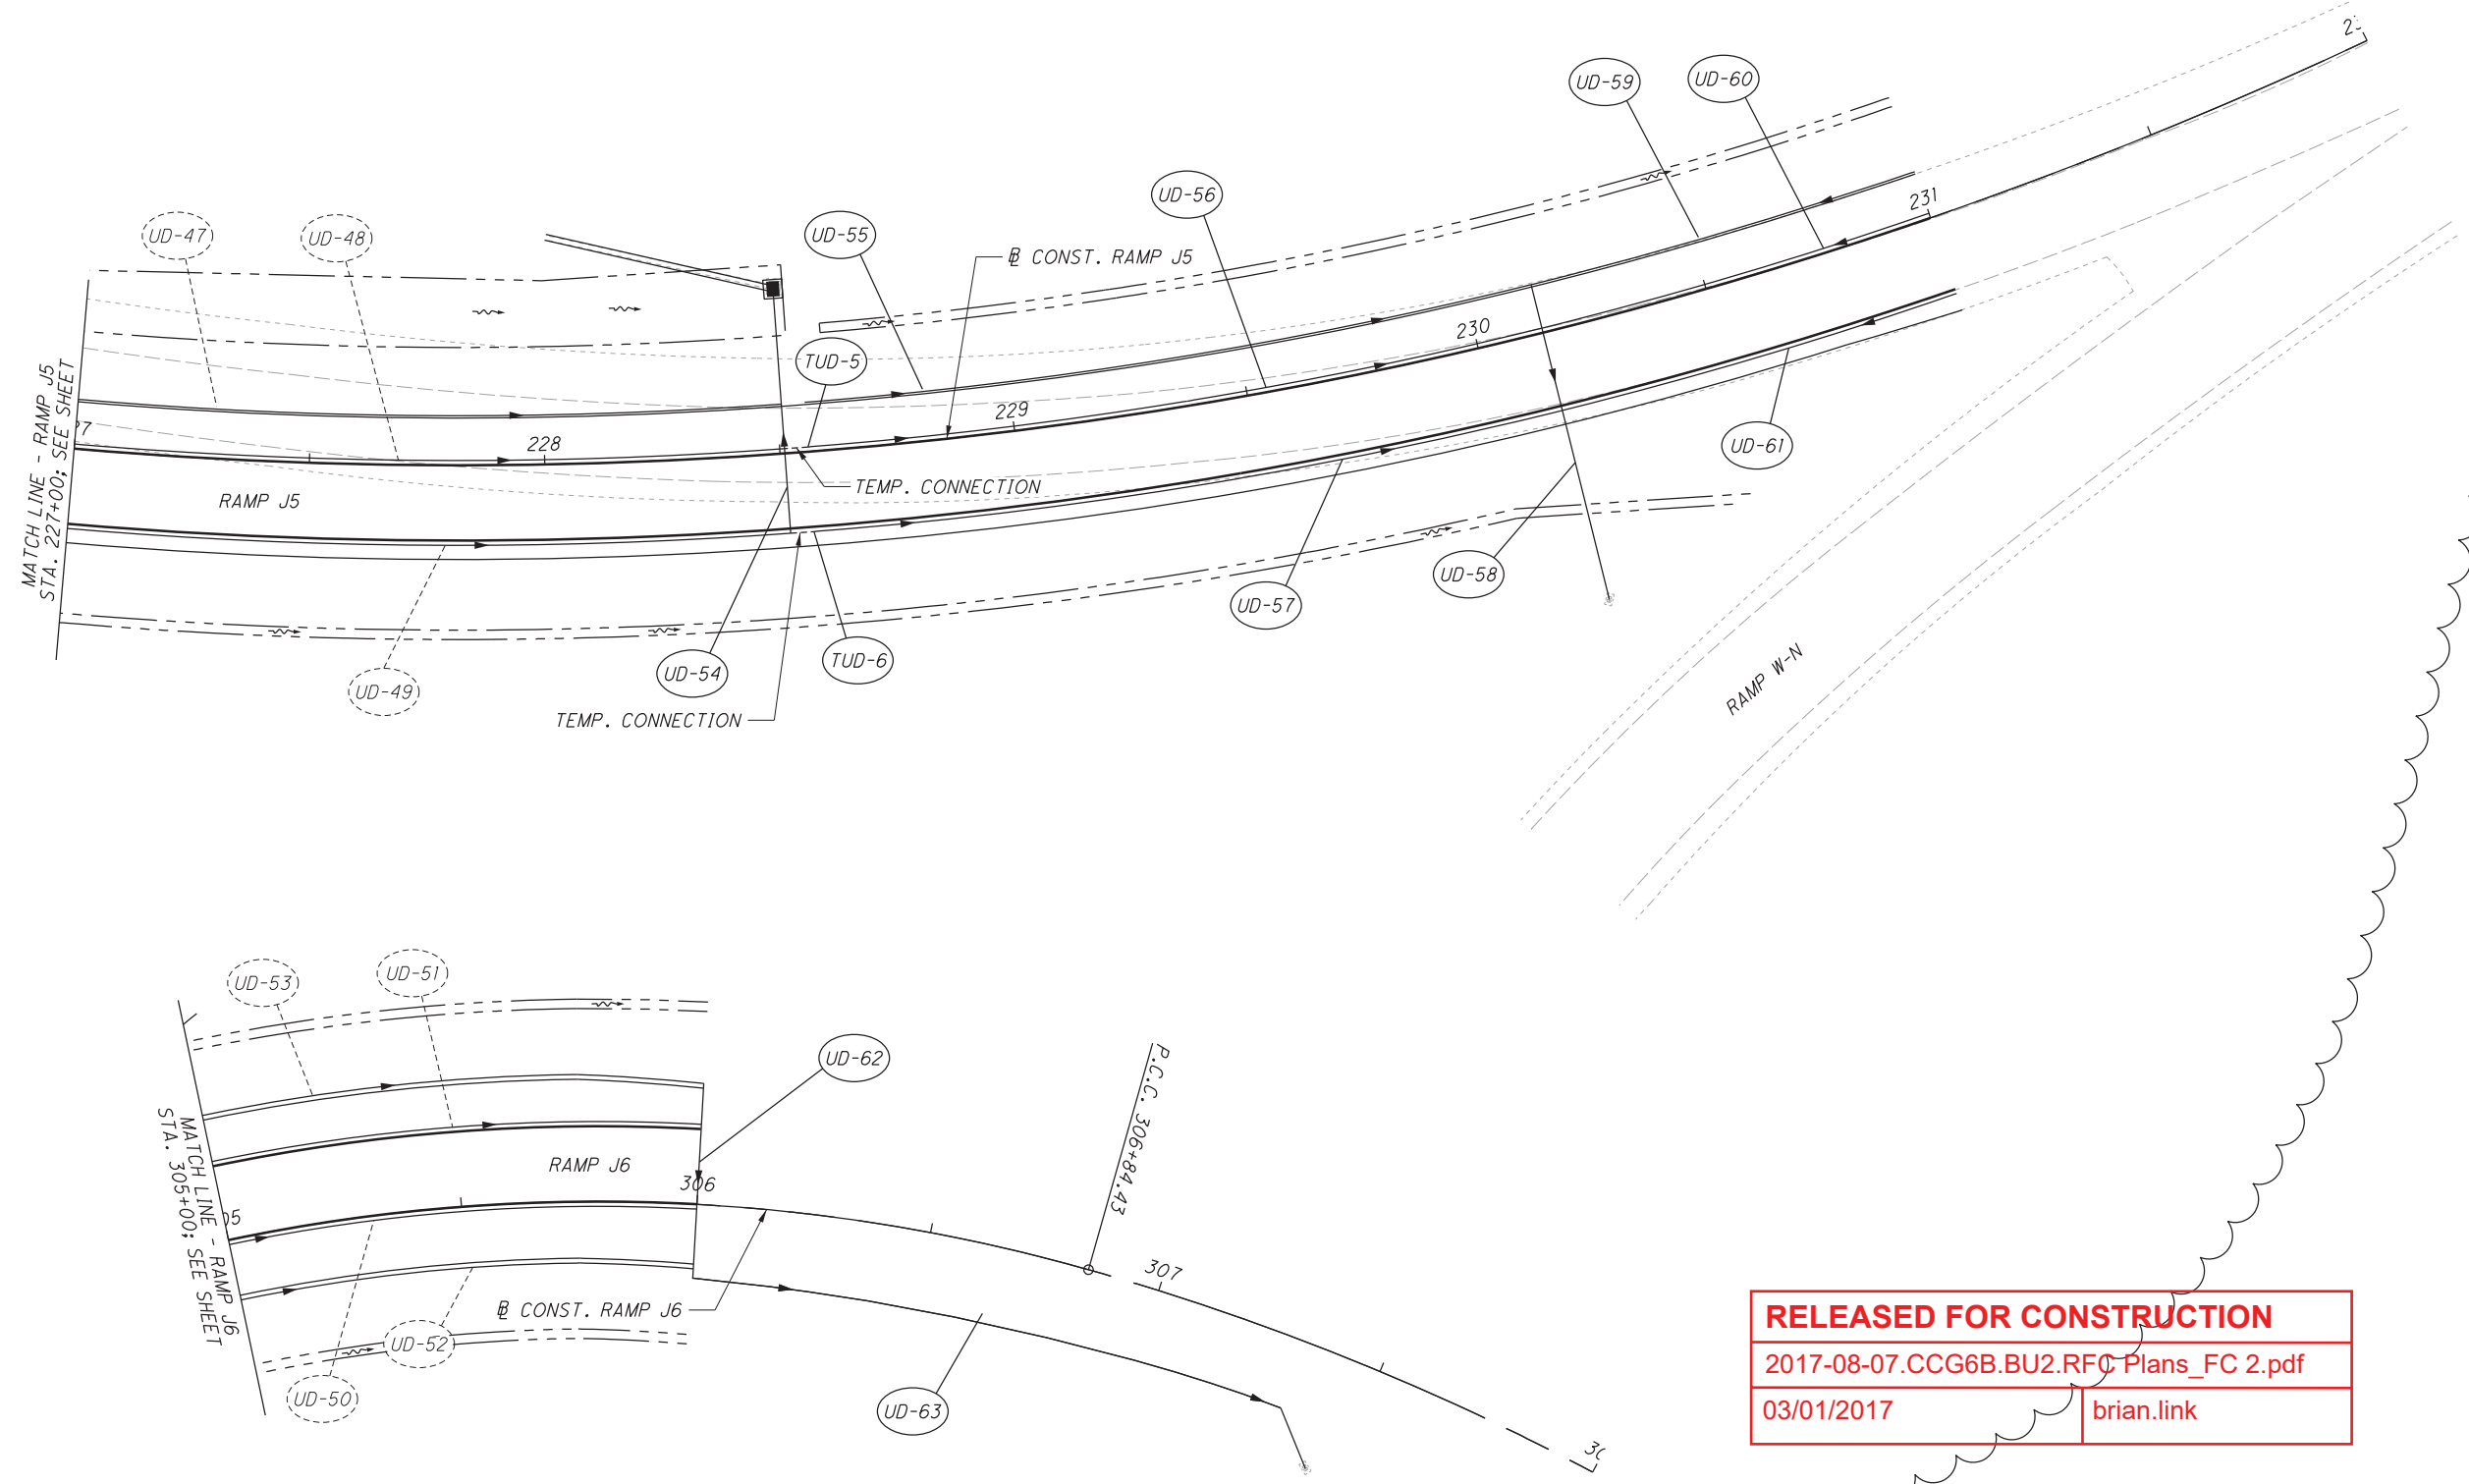 UD-59
UD-60
UD-56
UD-47
UD-48
UD-55
231
℄ CONST. RAMP J5
230
TUD-5
229
228
MATCH LINE - RAMP J5
STA. 227+00; SEE SHEET
RAMP J5
TEMP. CONNECTION
UD-61
UD-58
UD-57
UD-54
TUD-6
UD-49
TEMP. CONNECTION
RAMP W-N
UD-53
UD-51
UD-62
P.C.C. 306+84.43
RAMP J6
306
MATCH LINE - RAMP J6
STA. 305+00; SEE SHEET
307
℄ CONST. RAMP J6
UD-52
UD-50
UD-63
RELEASED FOR CONSTRUCTION
2017-08-07.CCG6B.BU2.RFC Plans_FC 2.pdf
03/01/2017
brian.link